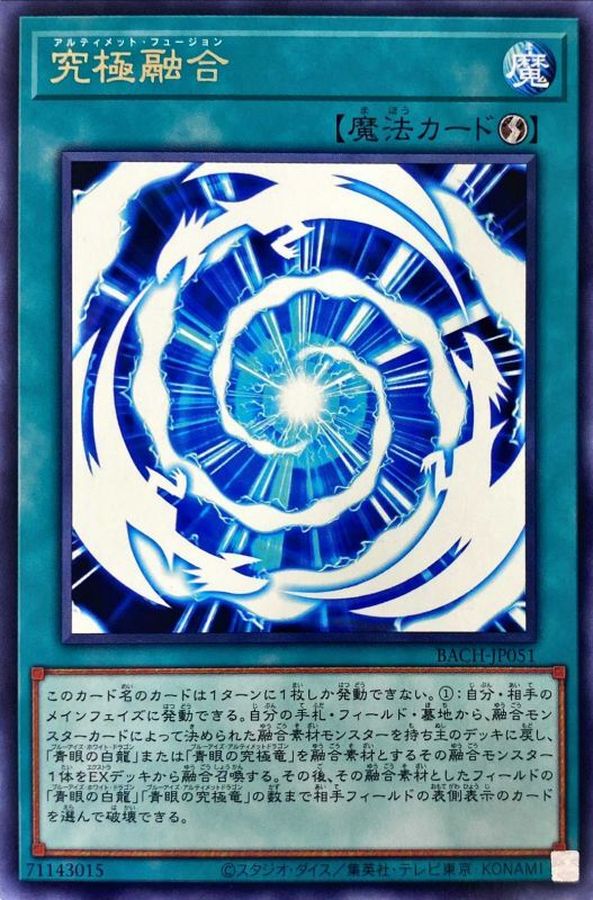 アルティメット・フュージョン
究極融合
魔
【魔法カード】
BACH-JP051
このカード名のカードは1ターンに1枚しか発動できない。①：自分・相手の
メインフェイズに発動できる。自分の手札・フィールド・墓地から、融合モン
スターカードによって決められた融合素材モンスターを持ち主のデッキに戻し、
「青眼の白龍」または「青眼の究極竜」を融合素材とするその融合モンスター
1体をEXデッキから融合召喚する。その後、その融合素材としたフィールドの
「青眼の白龍」「青眼の究極竜」の数まで相手フィールドの表側表示のカード
を選んで破壊できる。
71143015
©スタジオ・ダイス／集英社・テレビ東京・KONAMI